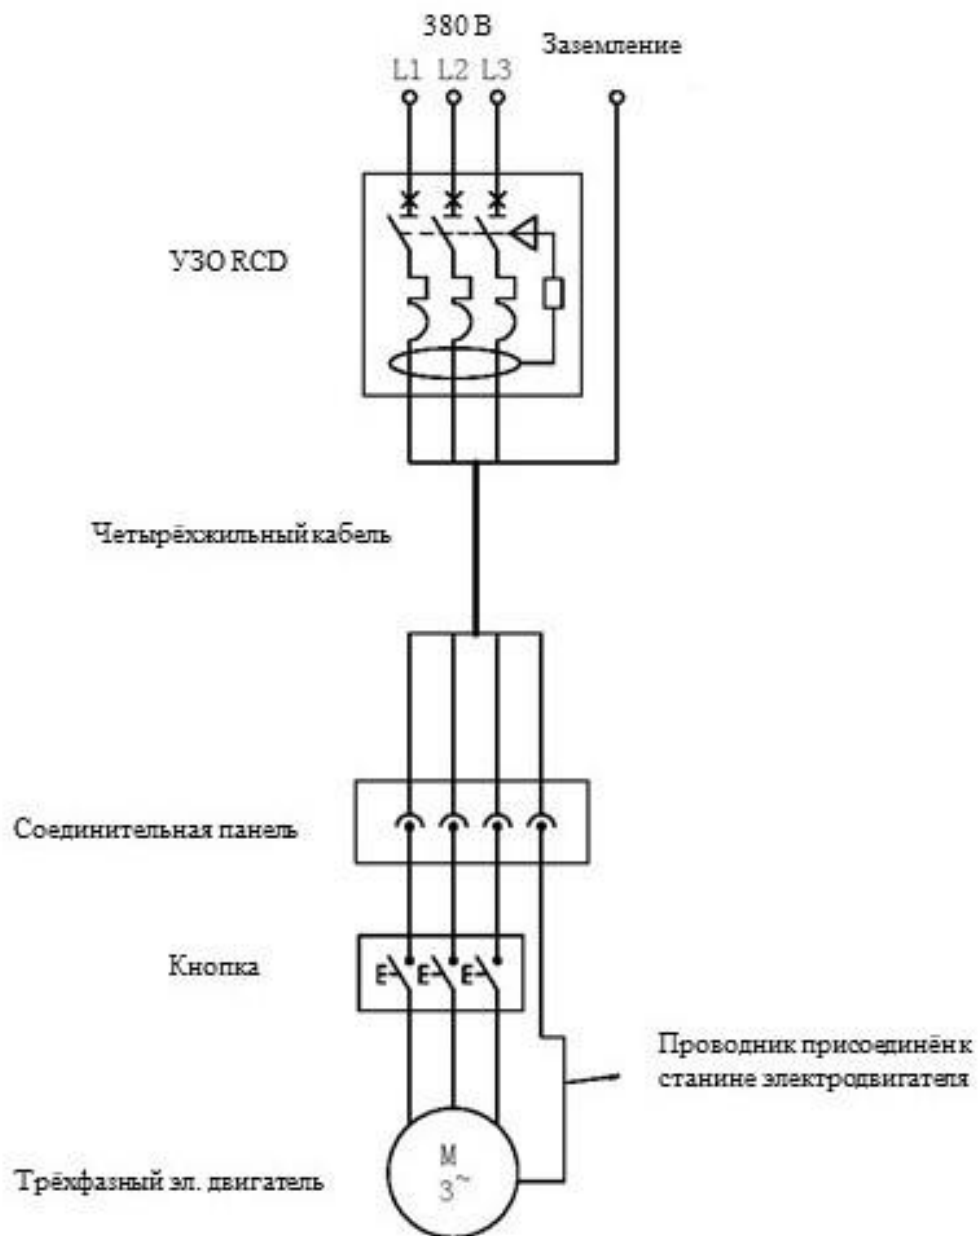 380 В
Заземление
L1 L2 L3
УЗО RCD
Четырёхжильный кабель
Соединительная панель
Кнопка
Проводник присоединён к
станине электродвигателя
Трёхфазный эл. двигатель
M
3~